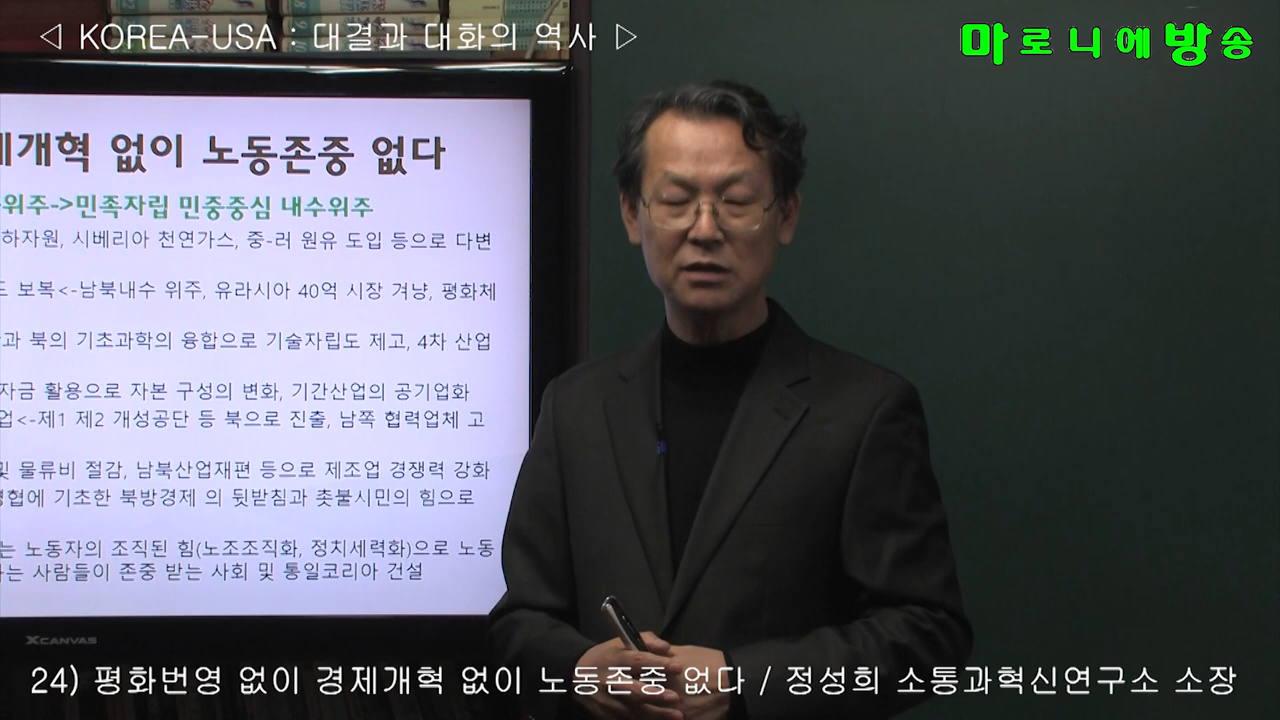 ◁ KOREA-USA : 대결과 대화의 역사 ▷
마로니에방송
제개혁 없이 노동존중 없다
위주->민족자립 민중중심 내수위주
하자원, 시베리아 천연가스, 중-러 원유 도입 등으로 다변
보복<-남북내수 위주, 유라시아 40억 시장 겨냥, 평화체
과 북의 기초과학의 융합으로 기술자립도 제고, 4차 산업
자금 활용으로 자본 구성의 변화, 기간산업의 공기업화
업<-제1 제2 개성공단 등 북으로 진출, 남쪽 협력업체 고
및 물류비 절감, 남북산업재편 등으로 제조업 경쟁력 강화
경협에 기초한 북방경제 의 뒷받침과 촛불시민의 힘으로
는 노동자의 조직된 힘(노조조직화, 정치세력화)으로 노동
하는 사람들이 존중 받는 사회 및 통일코리아 건설
XCANVAS
24) 평화번영 없이 경제개혁 없이 노동존중 없다 / 정성희 소통과혁신연구소 소장